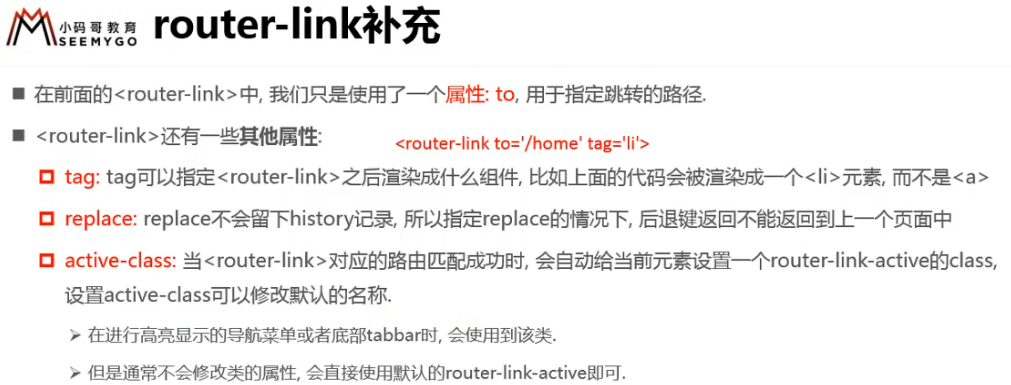 小码哥教育
SEEMYGO
router-link补充
在前面的<router-link>中, 我们只是使用了一个属性: to, 用于指定跳转的路径.
<router-link>还有一些其他属性:
<router-link to='/home' tag='li'>
tag: tag可以指定<router-link>之后渲染成什么组件, 比如上面的代码会被渲染成一个<li>元素, 而不是<a>
replace: replace不会留下history记录, 所以指定replace的情况下, 后退键返回不能返回到上一个页面中
active-class: 当<router-link>对应的路由匹配成功时, 会自动给当前元素设置一个router-link-active的class,
设置active-class可以修改默认的名称.
在进行高亮显示的导航菜单或者底部tabbar时, 会使用到该类.
但是通常不会修改类的属性, 会直接使用默认的router-link-active即可.